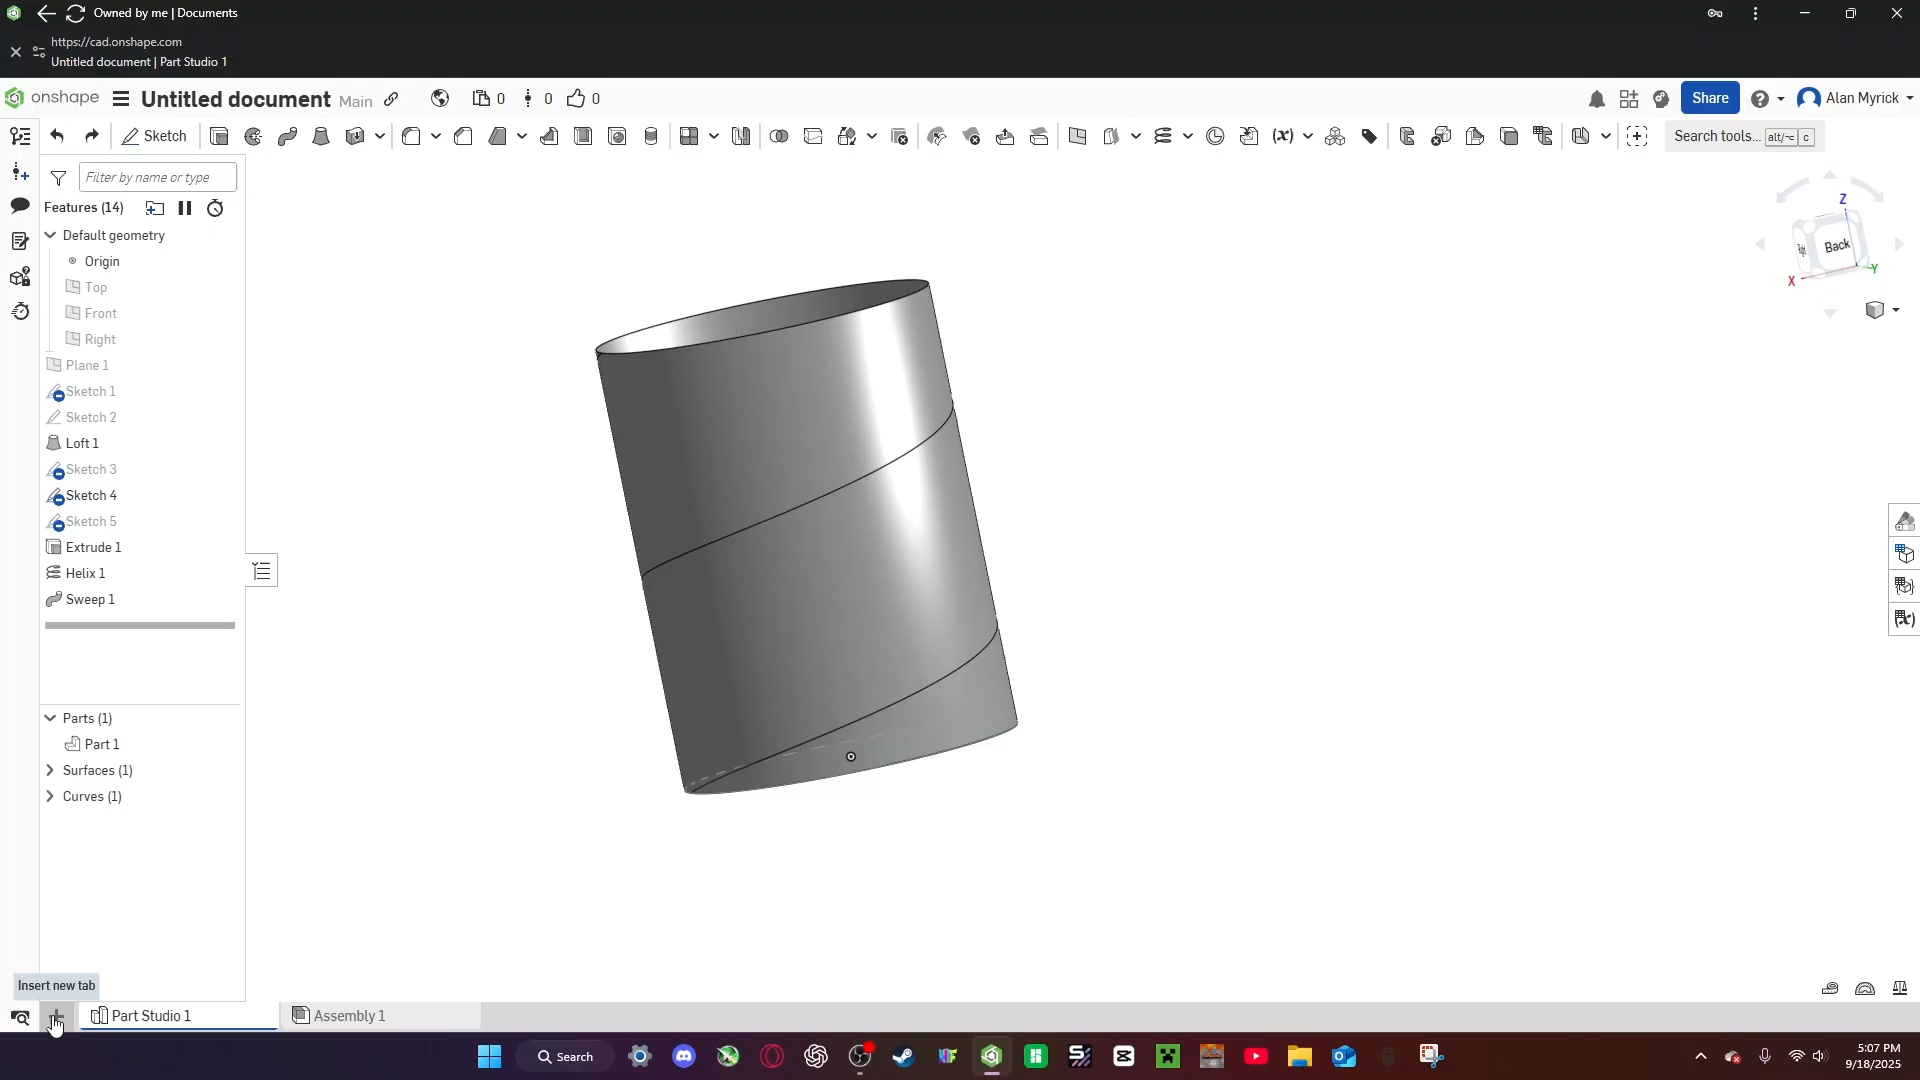 Owned by me | Documents
https://cad.onshape.com
Untitled document | Part Studio 1
onshape
Untitled document
Main
0
0
0
Share
Alan Myrick
Sketch
Search tools...
alt/⌥
c
Filter by name or type
Features (14)
Default geometry
Origin
Top
Front
Right
Plane 1
Sketch 1
Sketch 2
Loft 1
Sketch 3
Sketch 4
Sketch 5
Extrude 1
Helix 1
Sweep 1
Parts (1)
Part 1
Surfaces (1)
Curves (1)
Z
Back
X
Y
Insert new tab
Part Studio 1
Assembly 1
Search
5:07 PM
9/18/2025